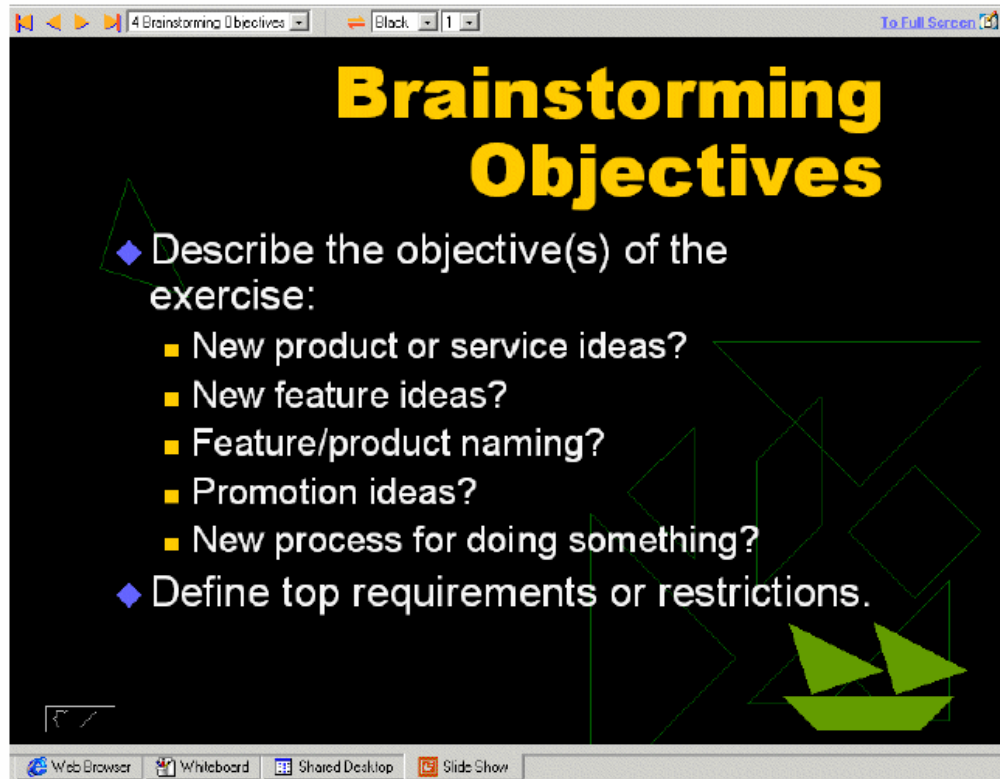 4 Brainstorming Objectives
Black
1
To Full Screen
Brainstorming
Objectives
Describe the objective(s) of the
exercise:
New product or service ideas?
New feature ideas?
Feature/product naming?
Promotion ideas?
New process for doing something?
Define top requirements or restrictions.
Web Browser
Whiteboard
Shared Desktop
Slide Show